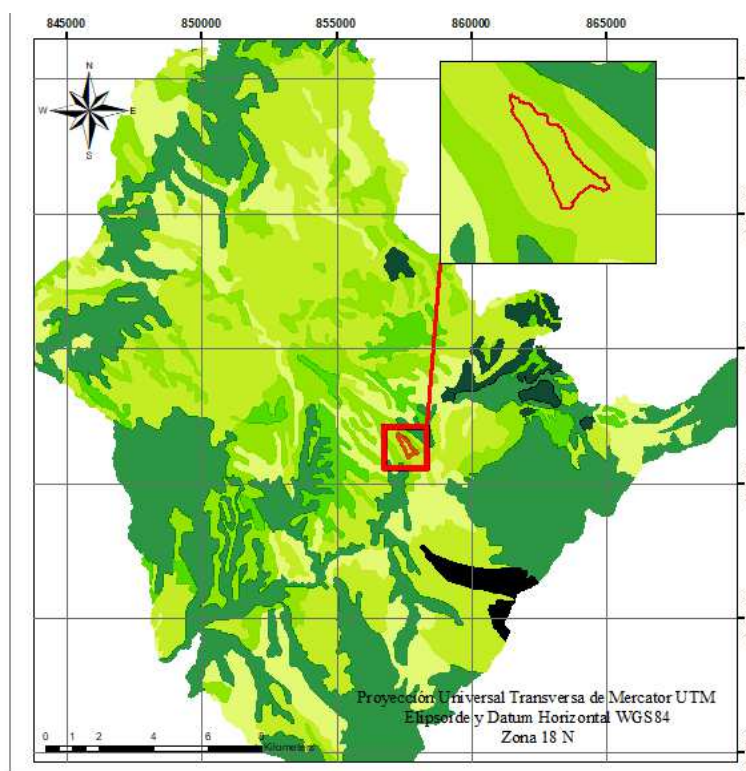 845000 850000 855000 860000 865000
N
W E
S
Proyección Universal Transversa de Mercator UTM
Elipsorde y Datum Horizontal WGS84
Zona 18 N
0 1 2 4 6 8
Kilometers